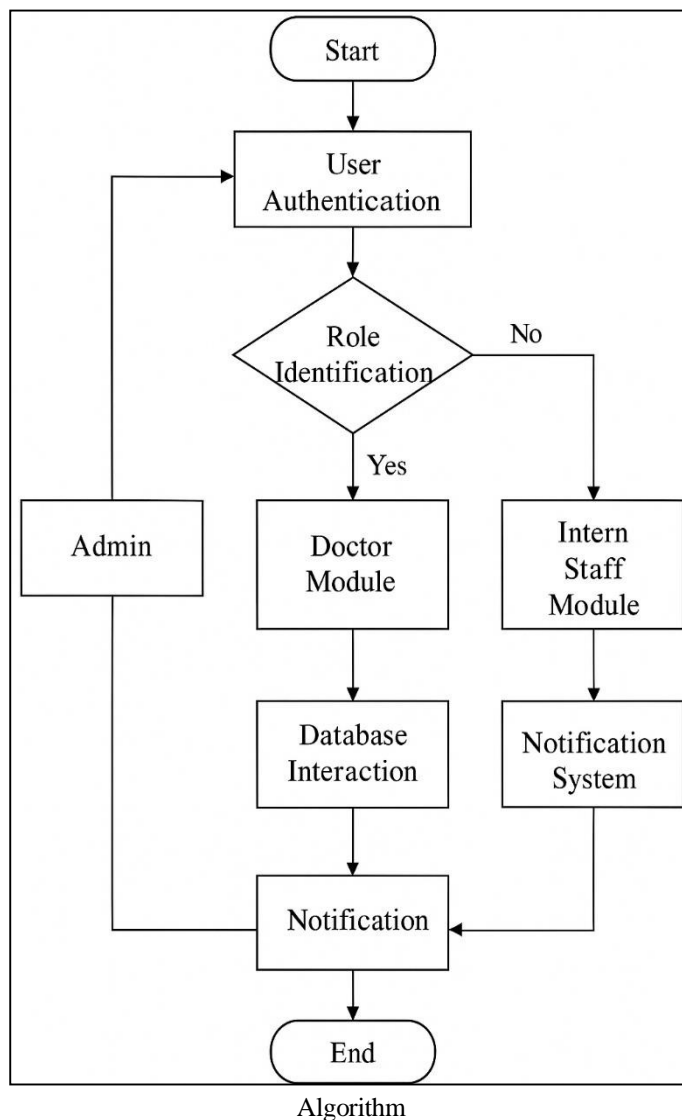 Start
User
Authentication
Role
Identification
No
Yes
Admin
Doctor
Module
Intern
Staff
Module
Database
Interaction
Notification
System
Notification
End
Algorithm